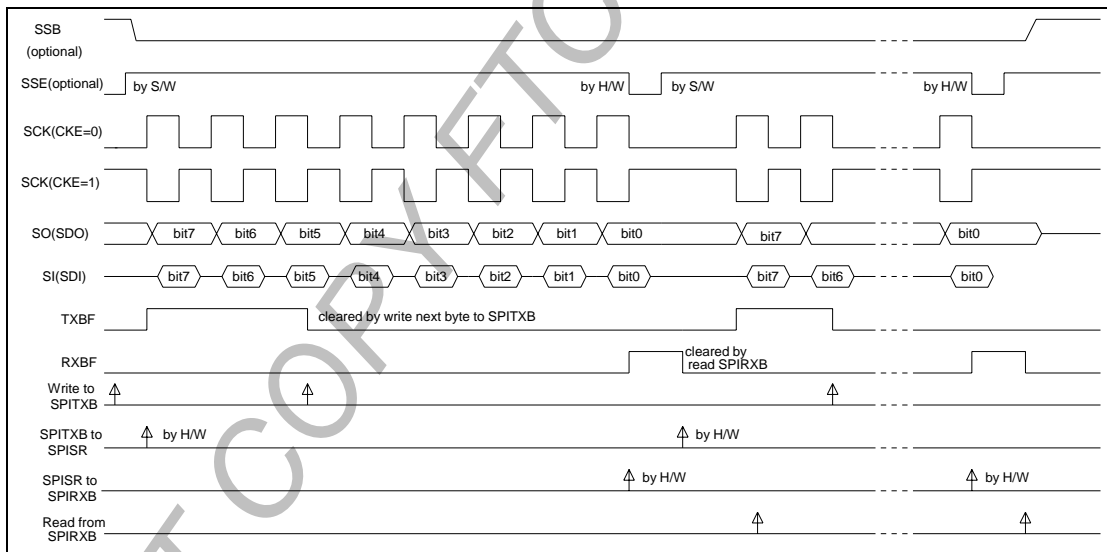 SSB
(optional)
SSE(optional) by S/W by H/W by S/W by H/W
SCK(CKE=0)
SCK(CKE=1)
SO(SDO) bit7 bit6 bit5 bit4 bit3 bit2 bit1 bit0 bit7 bit0
SI(SDI) bit7 bit6 bit5 bit4 bit3 bit2 bit1 bit0 bit7 bit6 bit0
TXBF cleared by write next byte to SPITXB
RXBF cleared by
read SPIRXB
Write to
SPITXB
SPITXB to
SPISR by H/W by H/W
SPISR to
SPIRXB by H/W by H/W
Read from
SPIRXB
T COPY FTO